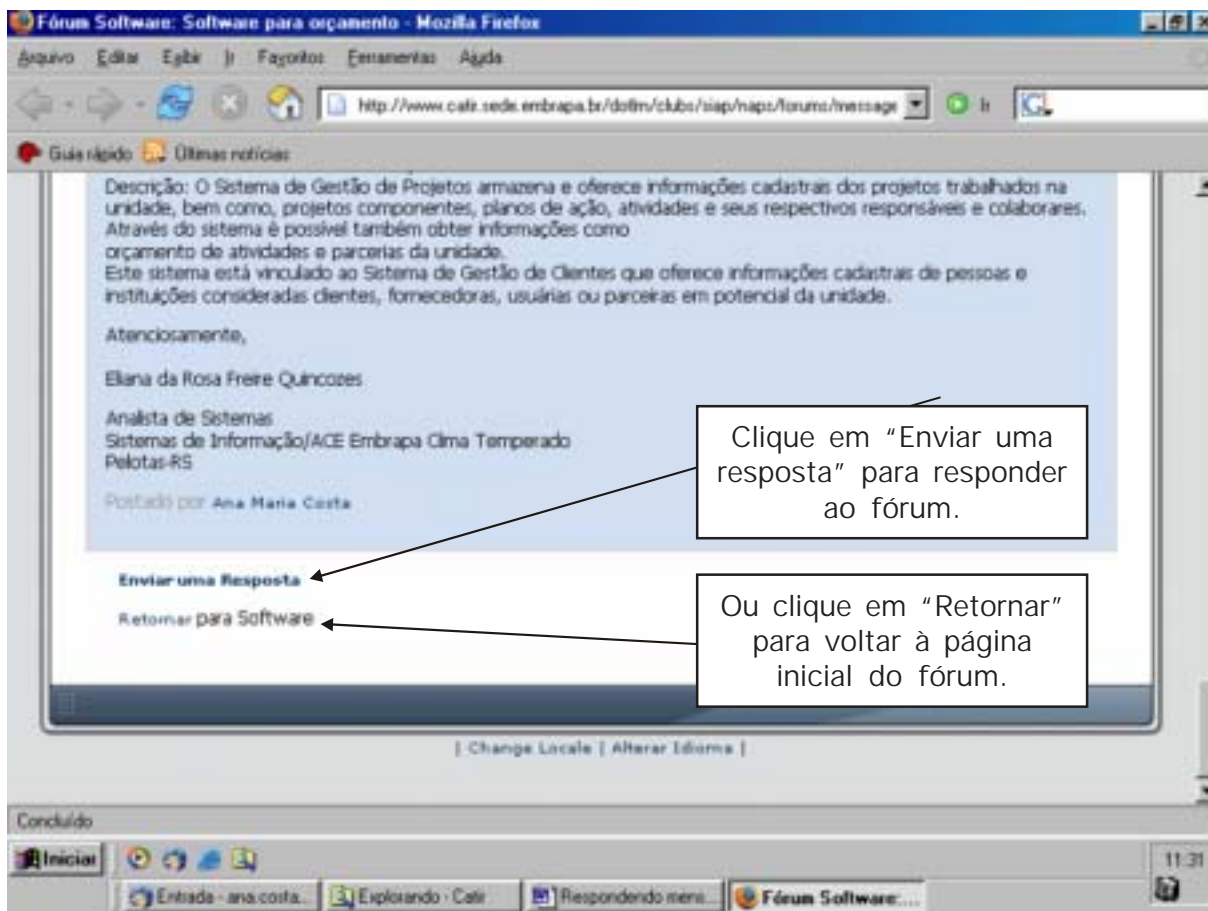 Fórum Software: Software para orçamento - Mozilla Firefox
Arquivo Editar Exibir Ir Favoritos Ferramentas Ajuda
http://www.catir.sede.embrapa.br/dotlrn/clubs/siap/naps/forums/message Ir
Guia rápido Últimas notícias
Descrição: O Sistema de Gestão de Projetos armazena e oferece informações cadastrais dos projetos trabalhados na
unidade, bem como, projetos componentes, planos de ação, atividades e seus respectivos responsáveis e colaborares.
Através do sistema é possível também obter informações como
orçamento de atividades e parcerias da unidade.
Este sistema está vinculado ao Sistema de Gestão de Clientes que oferece informações cadastrais de pessoas e
instituições consideradas clientes, fornecedoras, usuárias ou parceiras em potencial da unidade.
Atenciosamente,
Eliana da Rosa Freire Quincozes
Analista de Sistemas
Sistemas de Informação/ACE Embrapa Clima Temperado
Pelotas-RS
Postado por Ana Maria Costa
Clique em “Enviar uma
resposta” para responder
ao fórum.
Enviar uma Resposta
Retornar para Software
Ou clique em “Retornar”
para voltar à página
inicial do fórum.
| Change Locale | Alterar Idioma |
Concluído
Iniciar 11:31
Entrada - ana.costa... Explorando - Catir Respondendo mens... Fórum Software:...